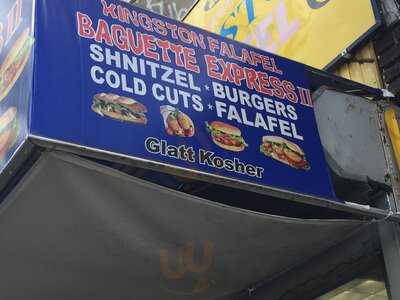 KINGSTON FALAFEL
BAGUETTE EXPRESS II
SHNITZEL * BURGERS
COLD CUTS * FALAFEL
Glatt Kosher